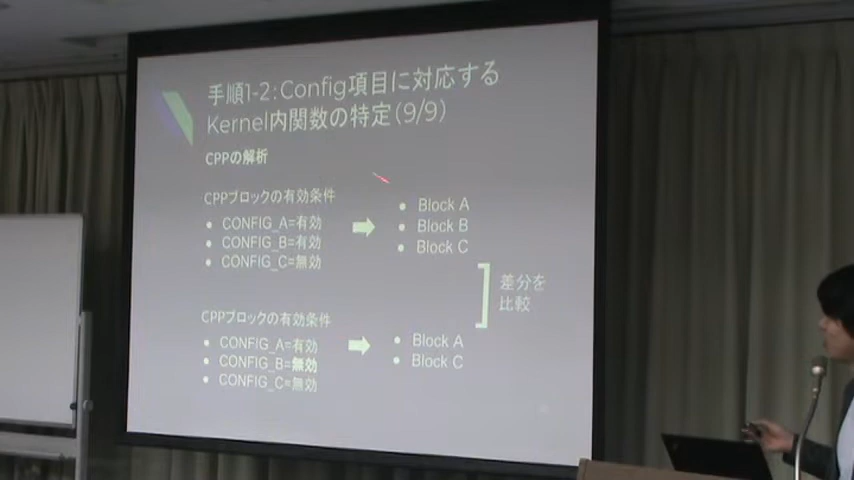 手順1-2：Config項目に対応する
Kernel内関数の特定（9/9）
CPPの解析
CPPブロックの有効条件
• CONFIG_A=有効
• CONFIG_B=有効
• CONFIG_C=無効
• Block A
• Block B
• Block C
差分を
比較
CPPブロックの有効条件
• CONFIG_A=有効
• CONFIG_B=無効
• CONFIG_C=無効
• Block A
• Block C